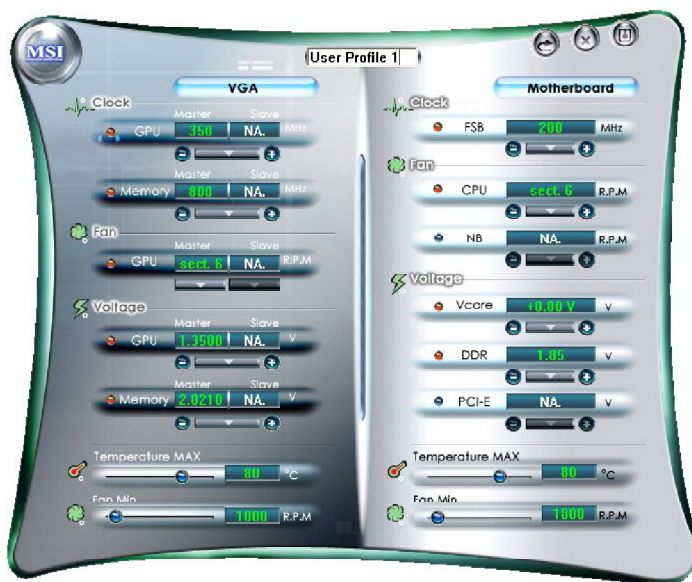 MSI
User Profile 1
VGA
Clock
Master Slave
GPU 350 NA. MHz
Master Slave
Memory 800 NA. MHz
Fan
Master Slave
GPU sect. 6 NA. R.P.M
Voltage
Master Slave
GPU 1.3500 NA. V
Master Slave
Memory 2.0210 NA. V
Temperature MAX
80 °C
Fan Min
1000 R.P.M
Motherboard
Clock
FSB 200 MHz
Fan
CPU sect. 6 R.P.M
NB NA. R.P.M
Voltage
Vcore +0.00 V V
DDR 1.85 V
PCI-E NA. V
Temperature MAX
80 °C
Fan Min
1000 R.P.M